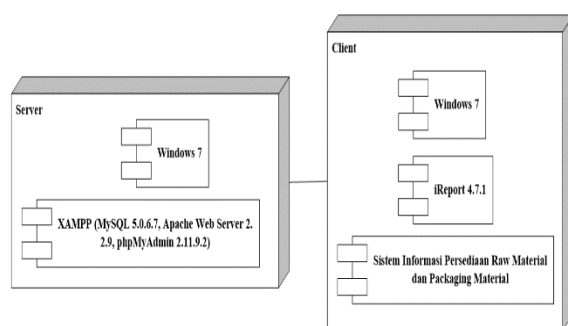 Server
Windows 7
XAMPP (MySQL 5.0.6.7, Apache Web Server 2.
2.9, phpMyAdmin 2.11.9.2)
Client
Windows 7
iReport 4.7.1
Sistem Informasi Persediaan Raw Material
dan Packaging Material